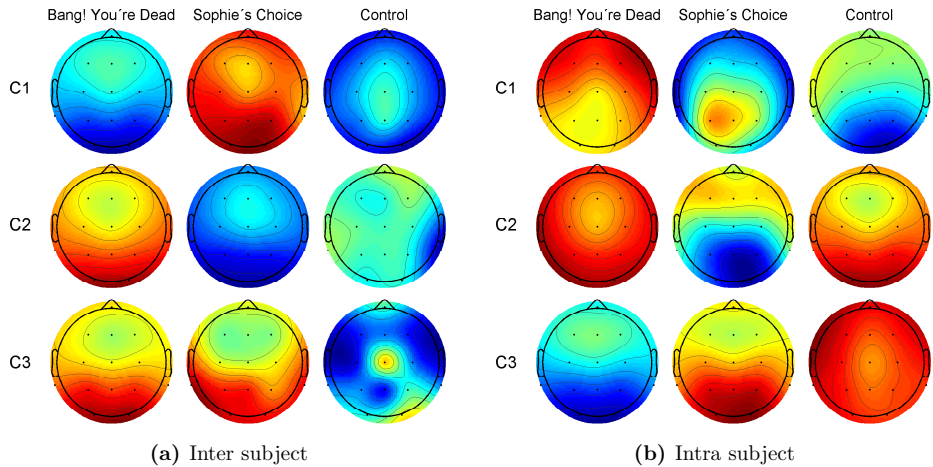 Bang! You´re Dead Sophie´s Choice Control Bang! You´re Dead Sophie´s Choice Control
C1 C1
C2 C2
C3 C3
(a) Inter subject (b) Intra subject